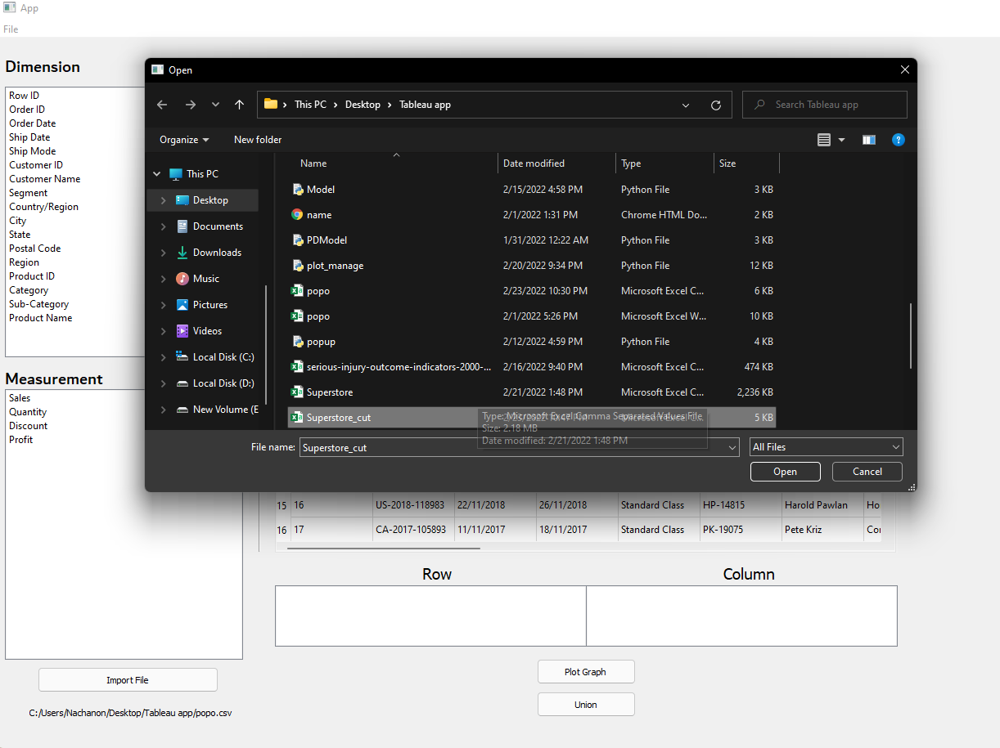 App
File
Dimension
Row ID
Order ID
Order Date
Ship Date
Ship Mode
Customer ID
Customer Name
Segment
Country/Region
City
State
Postal Code
Region
Product ID
Category
Sub-Category
Product Name
Measurement
Sales
Quantity
Discount
Profit
Import File
C:/Users/Nachanon/Desktop/Tableau app/popo.csv
Open
This PC > Desktop > Tableau app
Search Tableau app
Organize
New folder
This PC
Desktop
Documents
Downloads
Music
Pictures
Videos
Local Disk (C:)
Local Disk (D:)
New Volume (E
Name Date modified Type Size
Model 2/15/2022 4:58 PM Python File 3 KB
name 2/1/2022 1:31 PM Chrome HTML Do... 2 KB
PDModel 1/31/2022 12:22 AM Python File 3 KB
plot_manage 2/20/2022 9:34 PM Python File 12 KB
popo 2/23/2022 10:30 PM Microsoft Excel C... 6 KB
popo 2/1/2022 5:26 PM Microsoft Excel W... 10 KB
popup 2/12/2022 4:59 PM Python File 4 KB
serious-injury-outcome-indicators-2000-... 2/16/2022 9:40 PM Microsoft Excel C... 474 KB
Superstore 2/21/2022 1:48 PM Microsoft Excel C... 2,236 KB
Superstore_cut 5 KB
Type: Microsoft Excel Comma Separated Values File
Size: 2.18 MB
Date modified: 2/21/2022 1:48 PM
File name: Superstore_cut All Files
Open Cancel
15 16 US-2018-118983 22/11/2018 26/11/2018 Standard Class HP-14815 Harold Pawlan Ho
16 17 CA-2017-105893 11/11/2017 18/11/2017 Standard Class PK-19075 Pete Kriz
Row Column
Plot Graph
Union